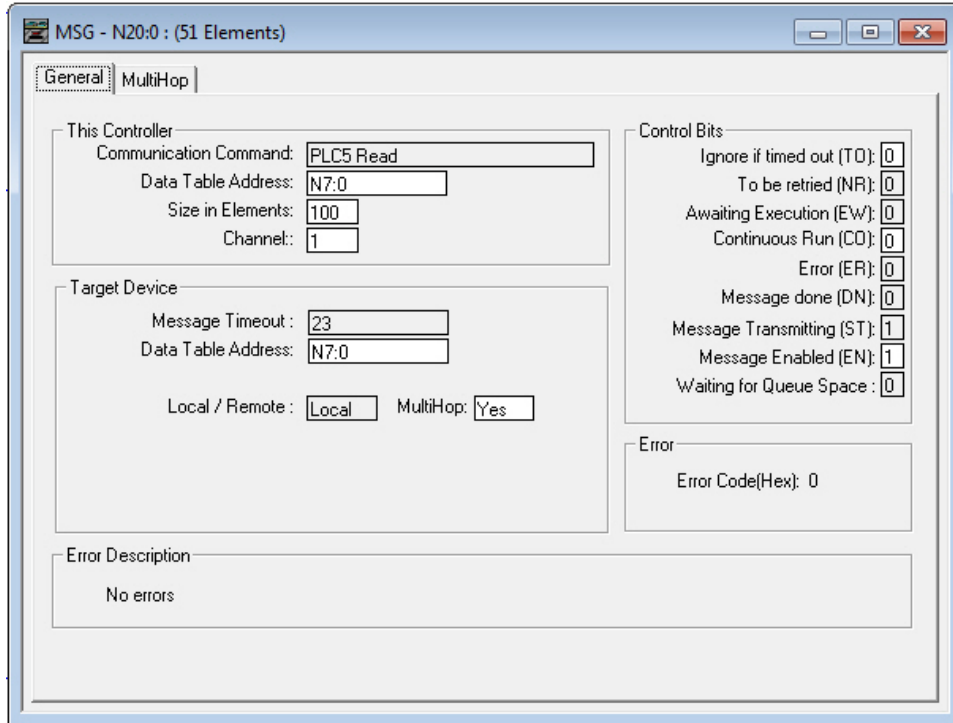 MSG - N20:0 : (51 Elements)
General MultiHop
This Controller
Communication Command: PLC5 Read
Data Table Address: N7:0
Size in Elements: 100
Channel:: 1
Target Device
Message Timeout : 23
Data Table Address: N7:0
Local / Remote : Local MultiHop: Yes
Control Bits
Ignore if timed out (TO): 0
To be retried (NR): 0
Awaiting Execution (EW): 0
Continuous Run (CO): 0
Error (ER): 0
Message done (DN): 0
Message Transmitting (ST): 1
Message Enabled (EN): 1
Waiting for Queue Space : 0
Error
Error Code(Hex): 0
Error Description
No errors